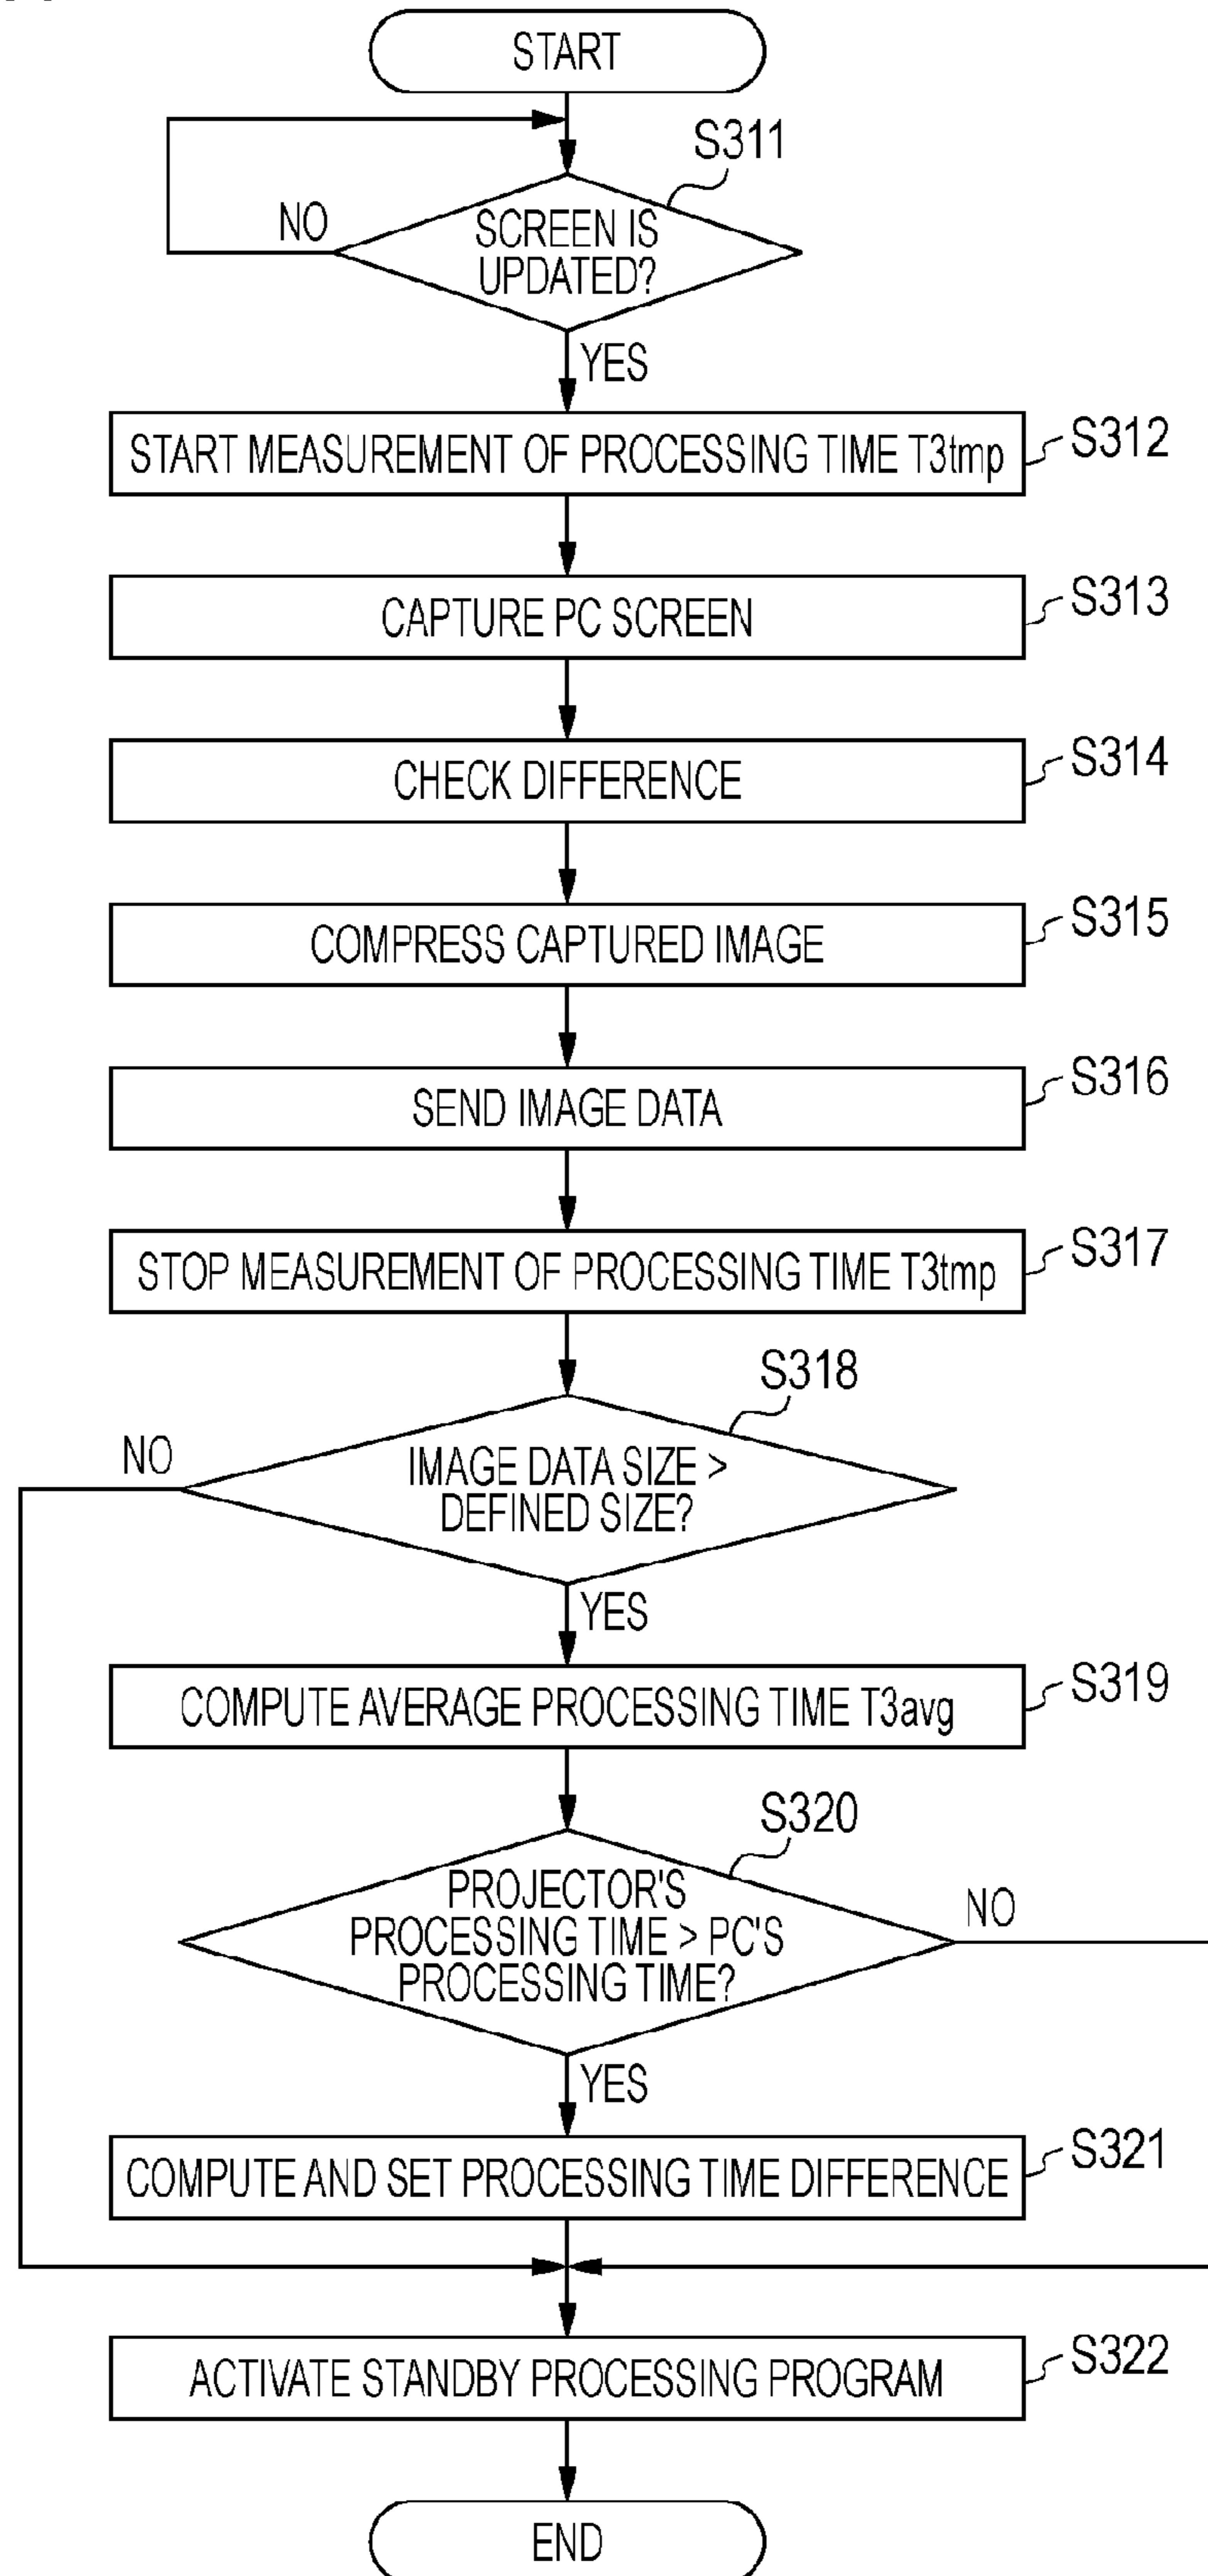 START
S311
NO
SCREEN IS
UPDATED?
YES
START MEASUREMENT OF PROCESSING TIME T3tmp
S312
CAPTURE PC SCREEN
S313
CHECK DIFFERENCE
S314
COMPRESS CAPTURED IMAGE
S315
SEND IMAGE DATA
S316
STOP MEASUREMENT OF PROCESSING TIME T3tmp
S317
S318
NO
IMAGE DATA SIZE >
DEFINED SIZE?
YES
COMPUTE AVERAGE PROCESSING TIME T3avg
S319
S320
PROJECTOR'S
PROCESSING TIME > PC'S
PROCESSING TIME?
NO
YES
COMPUTE AND SET PROCESSING TIME DIFFERENCE
S321
ACTIVATE STANDBY PROCESSING PROGRAM
S322
END